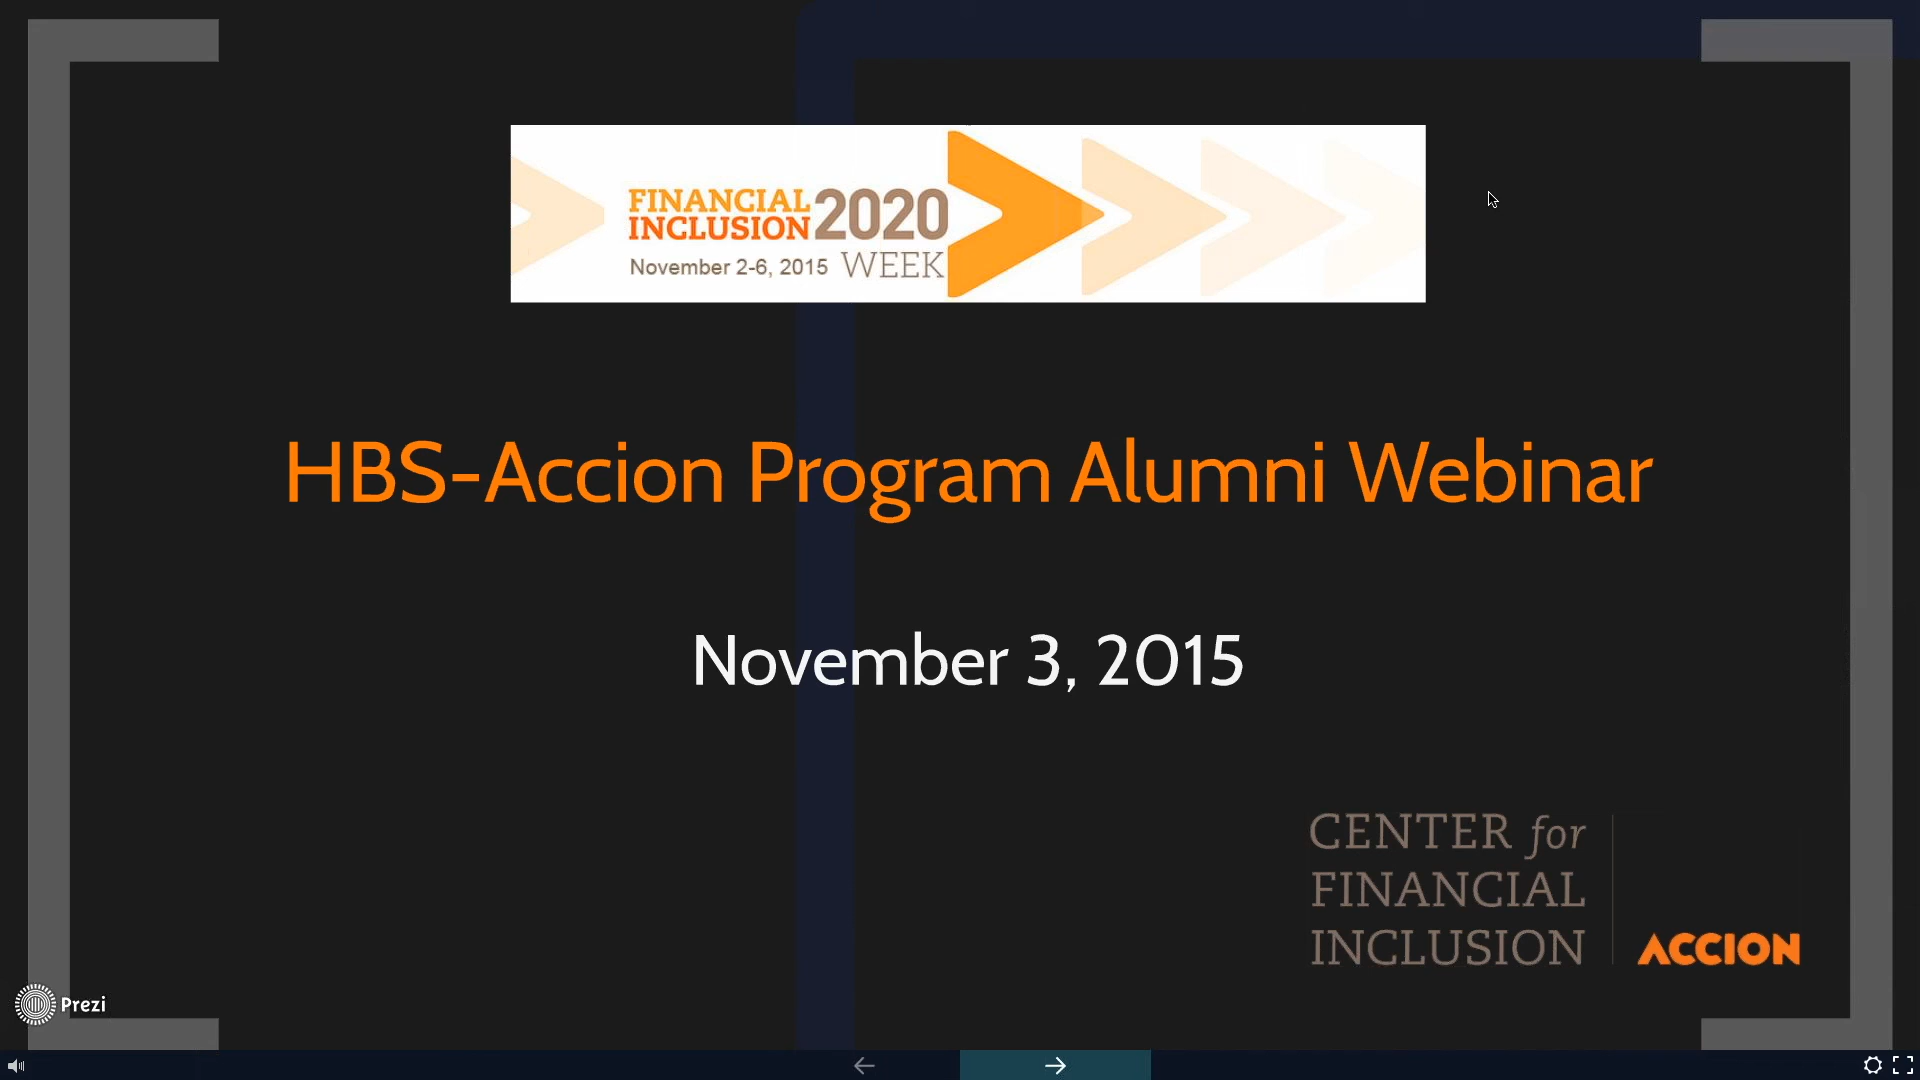 FINANCIAL
INCLUSION 2020
November 2-6, 2015 WEEK
HBS-Accion Program Alumni Webinar
November 3, 2015
CENTER for
FINANCIAL
INCLUSION
ACCION
Prezi